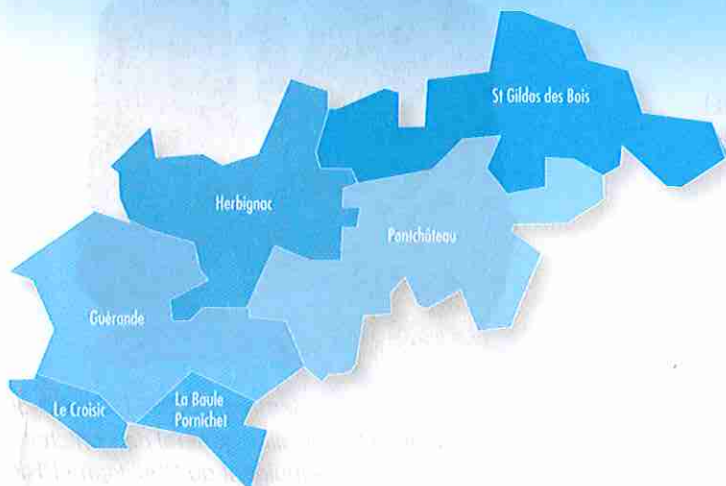 St Gildas des Bois
Herbignac
Pontchâteau
Guérande
Le Croisic
La Baule
Pornichet